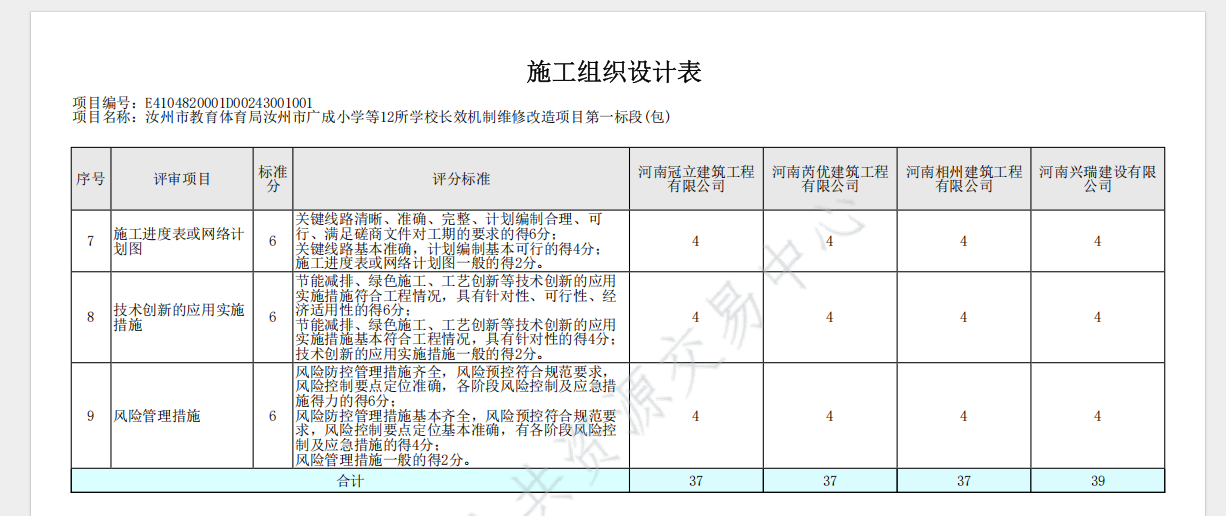 施工组织设计表
项目编号：E4104820001D00243001001
项目名称：汝州市教育体育局汝州市广成小学等12所学校长效机制维修改造项目第一标段(包)
序号 评审项目 标准分 评分标准 河南冠立建筑工程有限公司 河南芮优建筑工程有限公司 河南相州建筑工程有限公司 河南兴瑞建设有限公司
7 施工进度表或网络计划图 6
关键线路清晰、准确、完整、计划编制合理、可
行、满足磋商文件对工期的要求的得6分；
关键线路基本准确，计划编制基本可行的得4分；
施工进度表或网络计划图一般的得2分。
4 4 4 4
8 技术创新的应用实施措施 6
节能减排、绿色施工、工艺创新等技术创新的应用
实施措施符合工程情况，具有针对性、可行性、经
济适用性的得6分；
节能减排、绿色施工、工艺创新等技术创新的应用
实施措施基本符合工程情况，具有针对性的得4分；
技术创新的应用实施措施一般的得2分。
4 4 4 4
9 风险管理措施 6
风险防控管理措施齐全，风险预控符合规范要求，
风险控制要点定位准确，各阶段风险控制及应急措
施得力的得6分；
风险防控管理措施基本齐全，风险预控符合规范要
求，风险控制要点定位基本准确，有各阶段风险控
制及应急措施的得4分；
风险管理措施一般的得2分。
4 4 4 4
合计 37 37 37 39
共资源交易中心